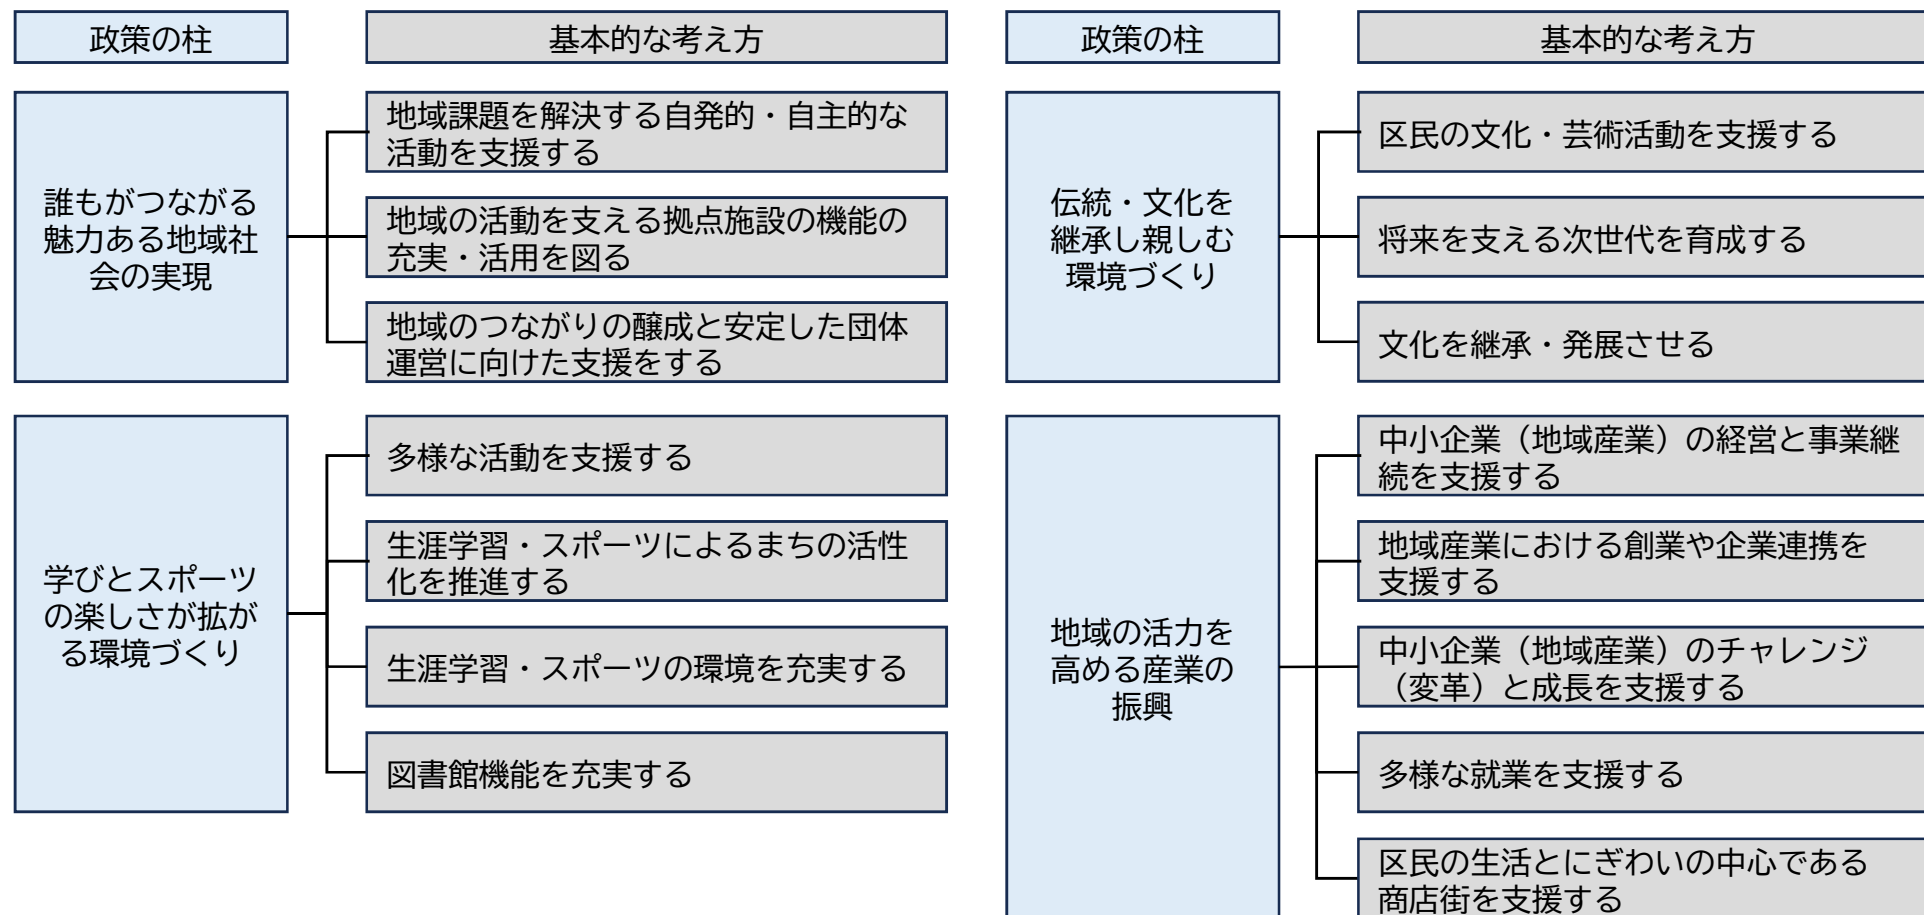 政策の柱
基本的な考え方
誰もがつながる
魅力ある地域社
会の実現
地域課題を解決する自発的・自主的な
活動を支援する
地域の活動を支える拠点施設の機能の
充実・活用を図る
地域のつながりの醸成と安定した団体
運営に向けた支援をする
学びとスポーツ
の楽しさが拡が
る環境づくり
多様な活動を支援する
生涯学習・スポーツによるまちの活性
化を推進する
生涯学習・スポーツの環境を充実する
図書館機能を充実する
政策の柱
基本的な考え方
伝統・文化を
継承し親しむ
環境づくり
区民の文化・芸術活動を支援する
将来を支える次世代を育成する
文化を継承・発展させる
地域の活力を
高める産業の
振興
中小企業（地域産業）の経営と事業継
続を支援する
地域産業における創業や企業連携を
支援する
中小企業（地域産業）のチャレンジ
（変革）と成長を支援する
多様な就業を支援する
区民の生活とにぎわいの中心である
商店街を支援する